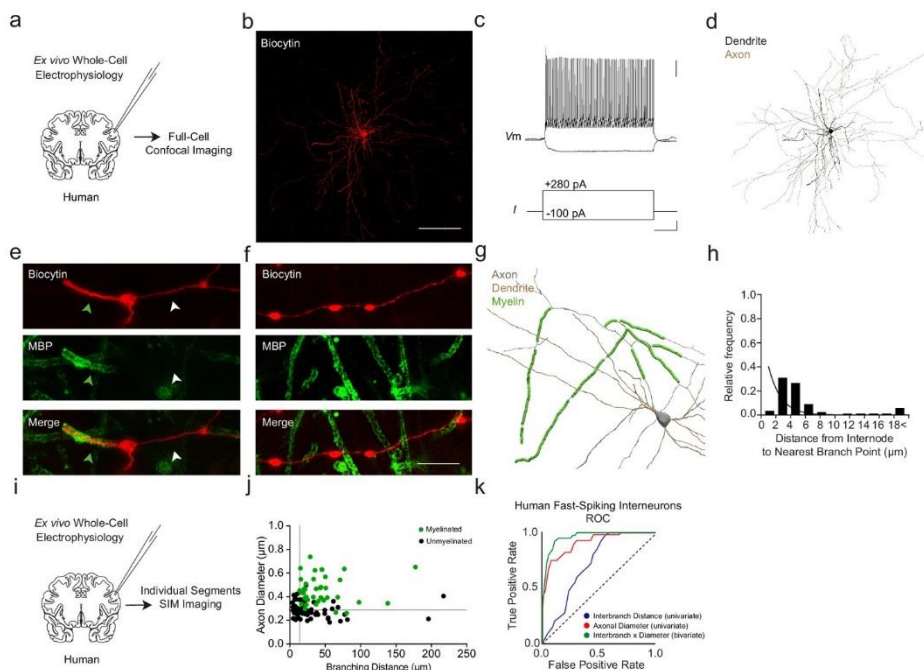 a
Ex vivo Whole-Cell
Electrophysiology
Full-Cell
Confocal Imaging
Human
b
Biocytin
c
Vm
+280 pA
I
-100 pA
d
Dendrite
Axon
e
Biocytin
MBP
Merge
f
Biocytin
MBP
Merge
g
Axon
Dendrite
Myelin
h
Relative frequency
1.0
0.8
0.6
0.4
0.2
0.0
2 4 6 8 10 12 14 16 18<
Distance from Internode
to Nearest Branch Point (µm)
i
Ex vivo Whole-Cell
Electrophysiology
Individual Segments
SIM Imaging
Human
j
Axon Diameter (µm)
1.0
0.8
0.6
0.4
0.2
0.0
0 50 100 150 200 250
Branching Distance (µm)
Myelinated
Unmyelinated
k
Human Fast-Spiking Interneurons
ROC
True Positive Rate
1.0
0.5
0.0
0.0 0.5 1.0
False Positive Rate
Interbranch Distance (univariate)
Axonal Diameter (univariate)
Interbranch x Diameter (bivariate)